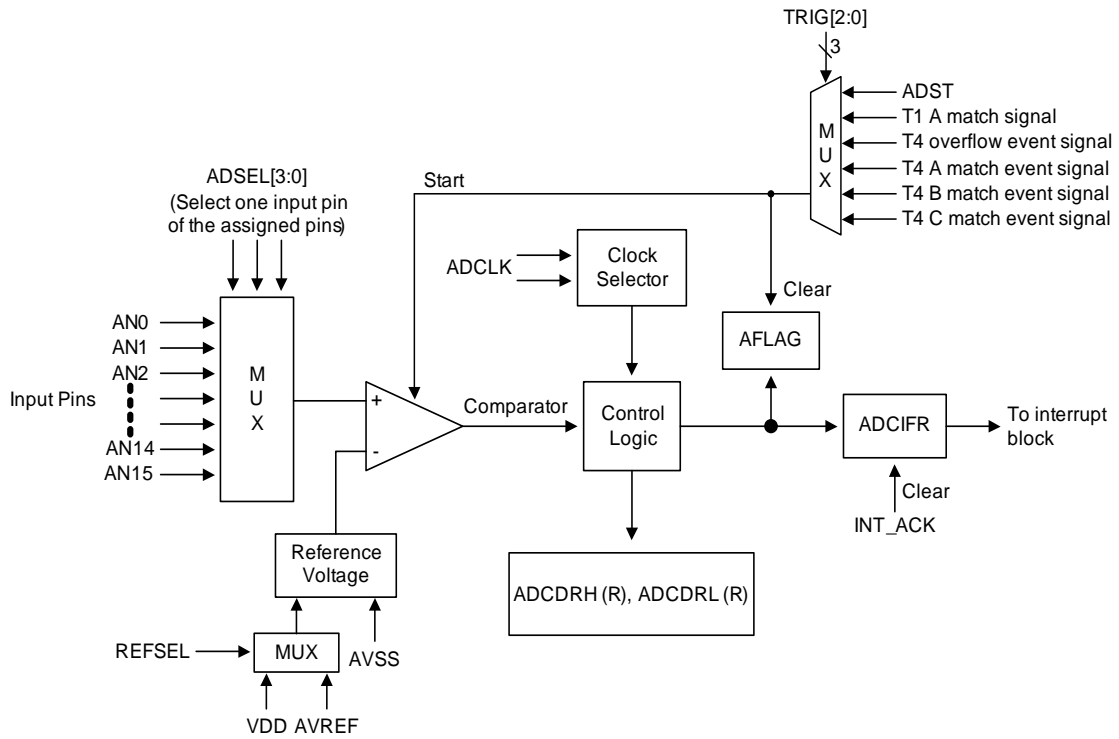 TRIG[2:0]
3
ADST
T1 A match signal
T4 overflow event signal
T4 A match event signal
T4 B match event signal
T4 C match event signal
M
U
X
ADSEL[3:0]
(Select one input pin
of the assigned pins)
Start
ADCLK
Clock
Selector
Clear
AFLAG
AN0
AN1
AN2
Input Pins
AN14
AN15
M
U
X
+
-
Comparator
Control
Logic
ADCIFR
To interrupt
block
Clear
INT_ACK
Reference
Voltage
ADCDRH (R), ADCDRL (R)
REFSEL
MUX
AVSS
VDD AVREF